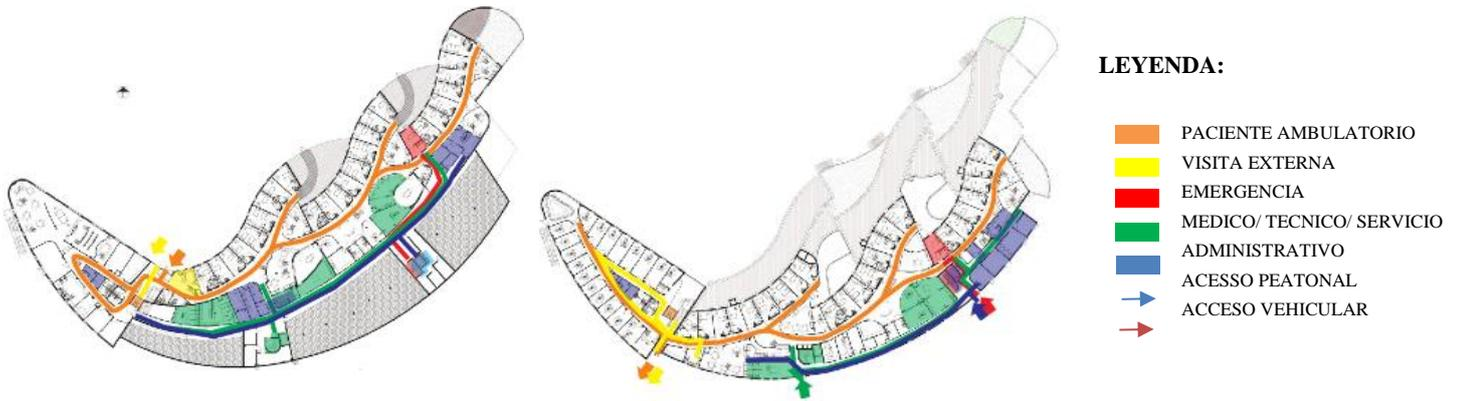 LEYENDA:
PACIENTE AMBULATORIO
VISITA EXTERNA
EMERGENCIA
MEDICO/ TECNICO/ SERVICIO
ADMINISTRATIVO
ACESSO PEATONAL
ACCESO VEHICULAR